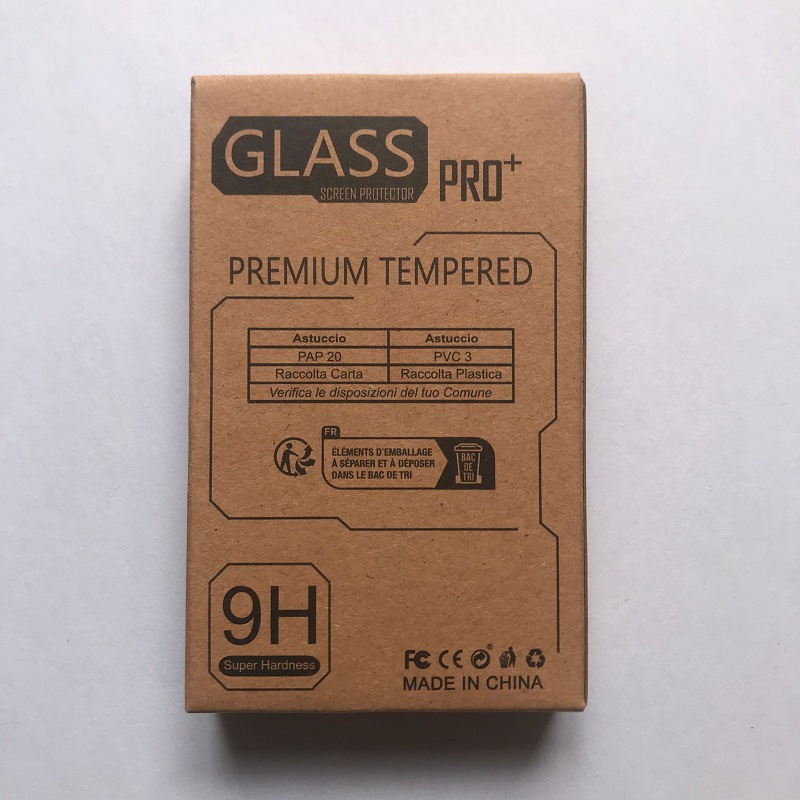 GLASS
SCREEN PROTECTOR
PRO+
PREMIUM TEMPERED
Astuccio Astuccio
PAP 20 PVC 3
Raccolta Carta Raccolta Plastica
Verifica le disposizioni del tuo Comune
FR
ÉLÉMENTS D'EMBALLAGE
À SÉPARER ET À DÉPOSER
DANS LE BAC DE TRI
BAC
DE
TRI
9H
Super Hardness
FC CE
MADE IN CHINA